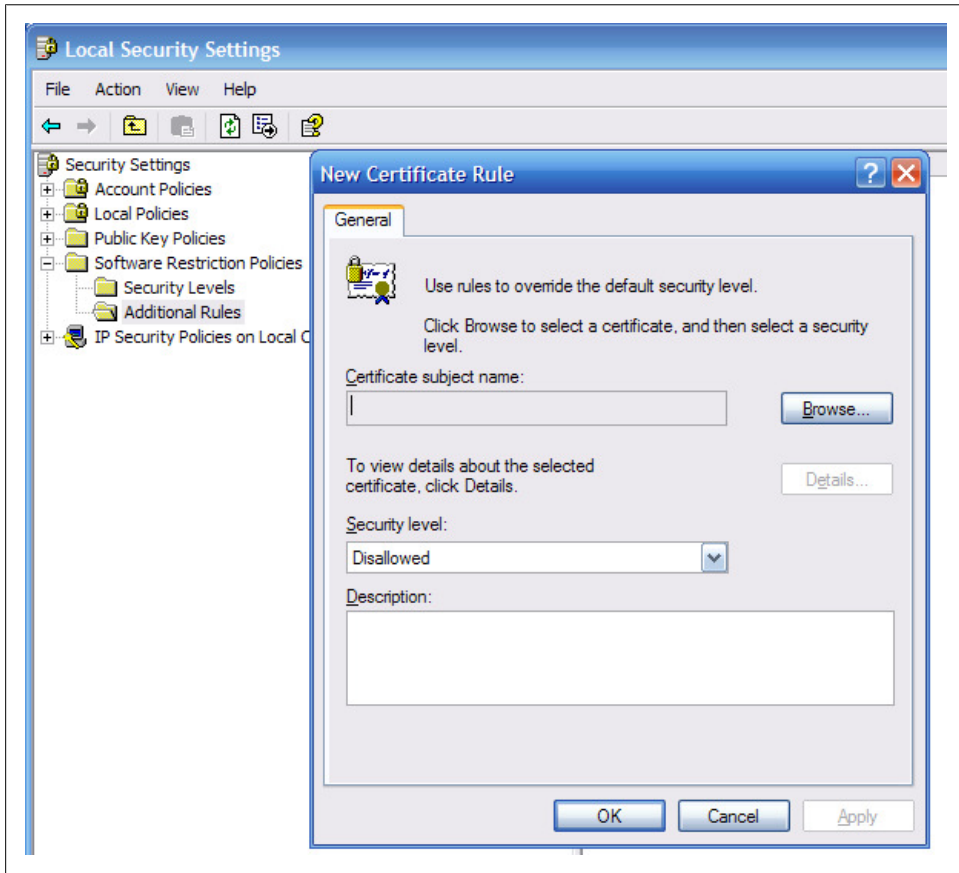 Local Security Settings
File Action View Help
Security Settings
Account Policies
Local Policies
Public Key Policies
Software Restriction Policies
Security Levels
Additional Rules
IP Security Policies on Local C
New Certificate Rule
General
Use rules to override the default security level.
Click Browse to select a certificate, and then select a security
level.
Certificate subject name:
Browse...
To view details about the selected
certificate, click Details.
Details...
Security level:
Disallowed
Description:
OK Cancel Apply